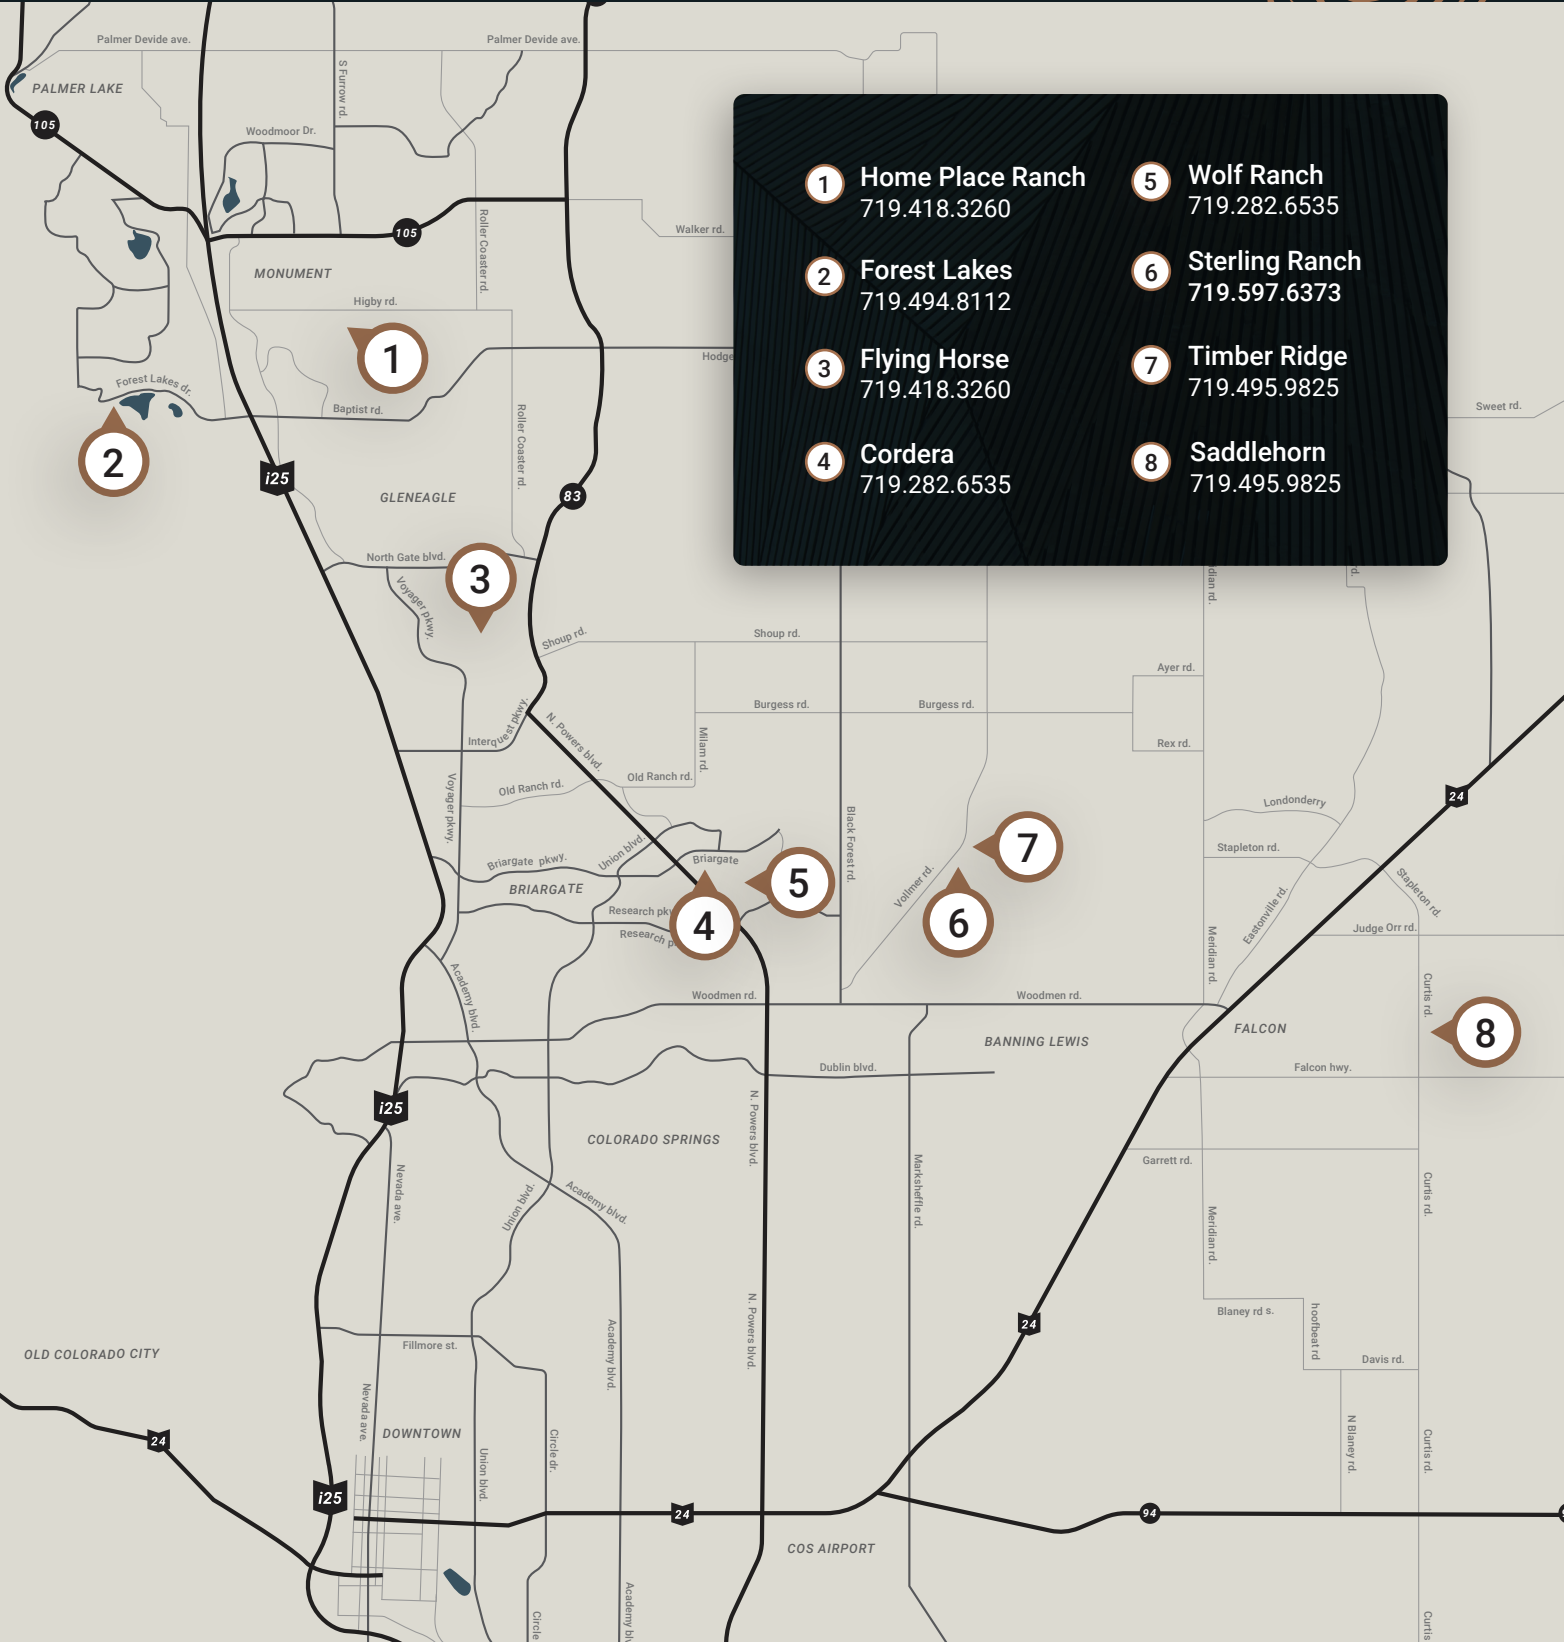 Palmer Devide ave.
Palmer Devide ave.
S Furrow rd.
PALMER LAKE
105
Woodmoor Dr.
1
Home Place Ranch
719.418.3260
2
Forest Lakes
719.494.8112
3
Flying Horse
719.418.3260
4
Cordera
719.282.6535
5
Wolf Ranch
719.282.6535
6
Sterling Ranch
719.597.6373
7
Timber Ridge
719.495.9825
8
Saddlehorn
719.495.9825
105
Roller Coaster rd.
Walker rd.
MONUMENT
Higby rd.
1
Hodge
Forest Lakes dr.
Baptist rd.
Roller Coaster rd.
Sweet rd.
2
i25
GLENEAGLE
83
North Gate blvd.
3
Voyager pkwy.
dian rd.
rd.
Shoup rd.
Shoup rd.
Ayer rd.
Burgess rd.
Burgess rd.
Interquest pkwy.
N. Powers blvd.
Milam rd.
Rex rd.
Old Ranch rd.
Old Ranch rd.
Voyager pkwy.
24
Londonderry
Black Forest rd.
Union blvd.
Briargate pkwy.
Briargate
7
Stapleton rd.
Stapleton rd.
BRIARGATE
5
Vollmer rd.
Research pkw
4
6
Research p
Eastonville rd.
Judge Orr rd.
Meridian rd.
Academy blvd.
Woodmen rd.
Woodmen rd.
Curtis rd.
FALCON
8
BANNING LEWIS
Dublin blvd.
Falcon hwy.
i25
N. Powers blvd.
COLORADO SPRINGS
Garrett rd.
Nevada ave.
Union blvd.
Academy blvd.
Marksheffle rd.
Curtis rd.
Meridian rd.
N. Powers blvd.
Blaney rd s.
hoofbeat rd
24
Fillmore st.
Academy blvd.
OLD COLORADO CITY
Davis rd.
Nevada ave.
DOWNTOWN
24
Union blvd.
Circle dr.
N Blaney rd.
Curtis rd.
i25
24
94
COS AIRPORT
Circle
Academy blv
Curtis